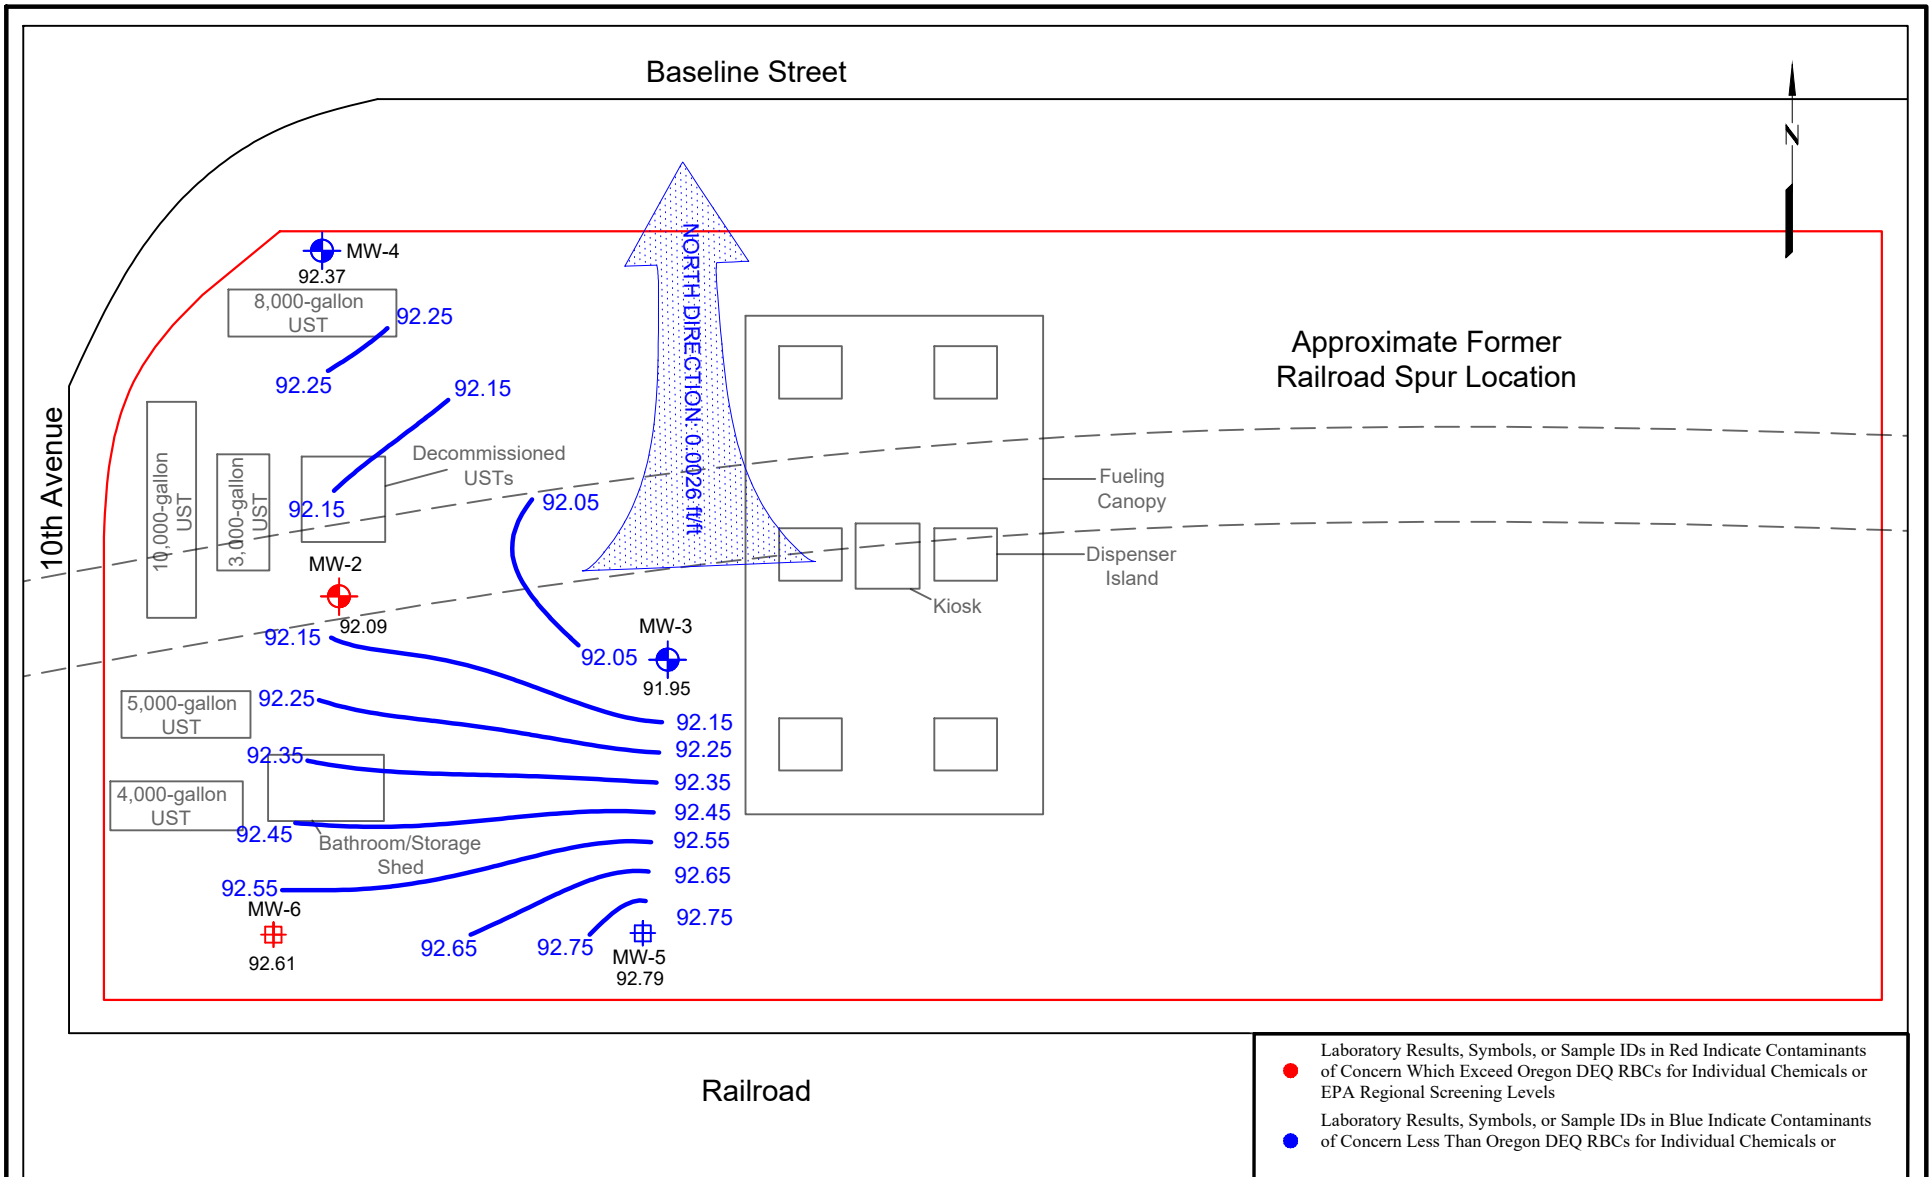 Baseline Street
N
MW-4
92.37
8,000-gallon
UST
92.25
92.25
NORTH DIRECTION: 0.0026 ft/ft
Approximate Former
Railroad Spur Location
92.15
10th Avenue
10,000-gallon
UST
3,000-gallon
UST
Decommissioned
USTs
92.15
92.05
Fueling
Canopy
Dispenser
Island
Kiosk
MW-2
92.09
92.15
MW-3
92.05
91.95
5,000-gallon
UST
92.25
92.15
92.25
92.35
92.35
4,000-gallon
UST
92.45
92.45
Bathroom/Storage
Shed
92.55
92.55
92.65
MW-6
92.61
92.65
92.75
92.75
MW-5
92.79
Railroad
Laboratory Results, Symbols, or Sample IDs in Red Indicate Contaminants
of Concern Which Exceed Oregon DEQ RBCs for Individual Chemicals or
EPA Regional Screening Levels
Laboratory Results, Symbols, or Sample IDs in Blue Indicate Contaminants
of Concern Less Than Oregon DEQ RBCs for Individual Chemicals or